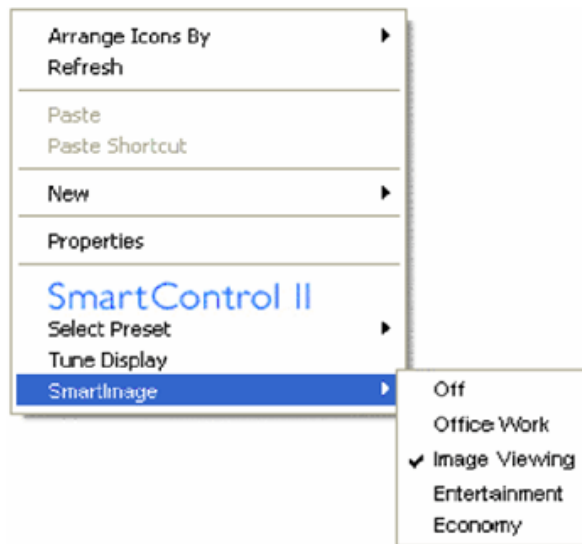 Arrange Icons By
Refresh
Paste
Paste Shortcut
New
Properties
SmartControl II
Select Preset
Tune Display
SmartImage
Off
Office Work
Image Viewing
Entertainment
Economy